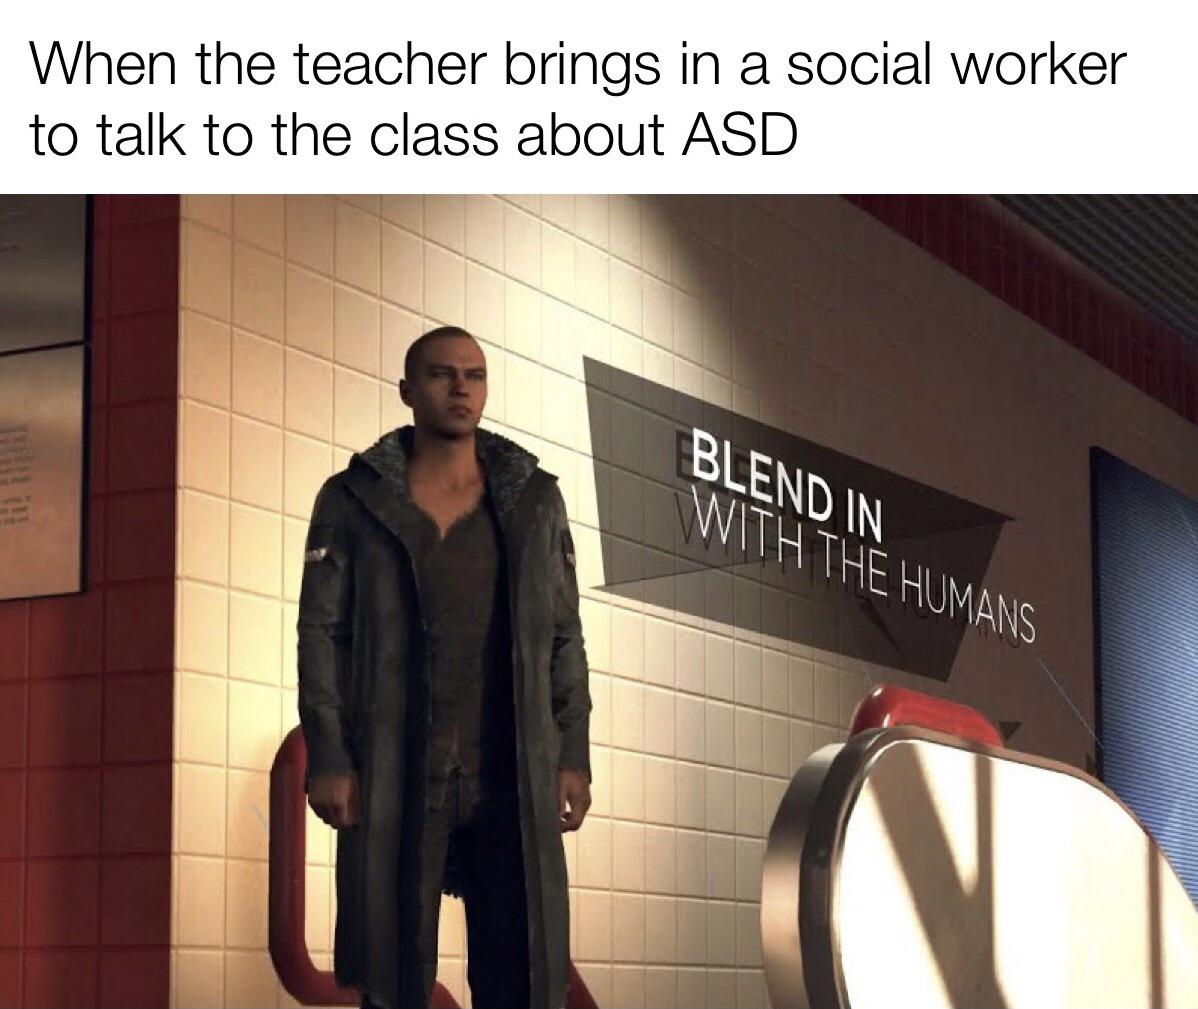 When the teacher brings in a social worker
to talk to the class about ASD
BLEND IN
WITH THE HUMANS